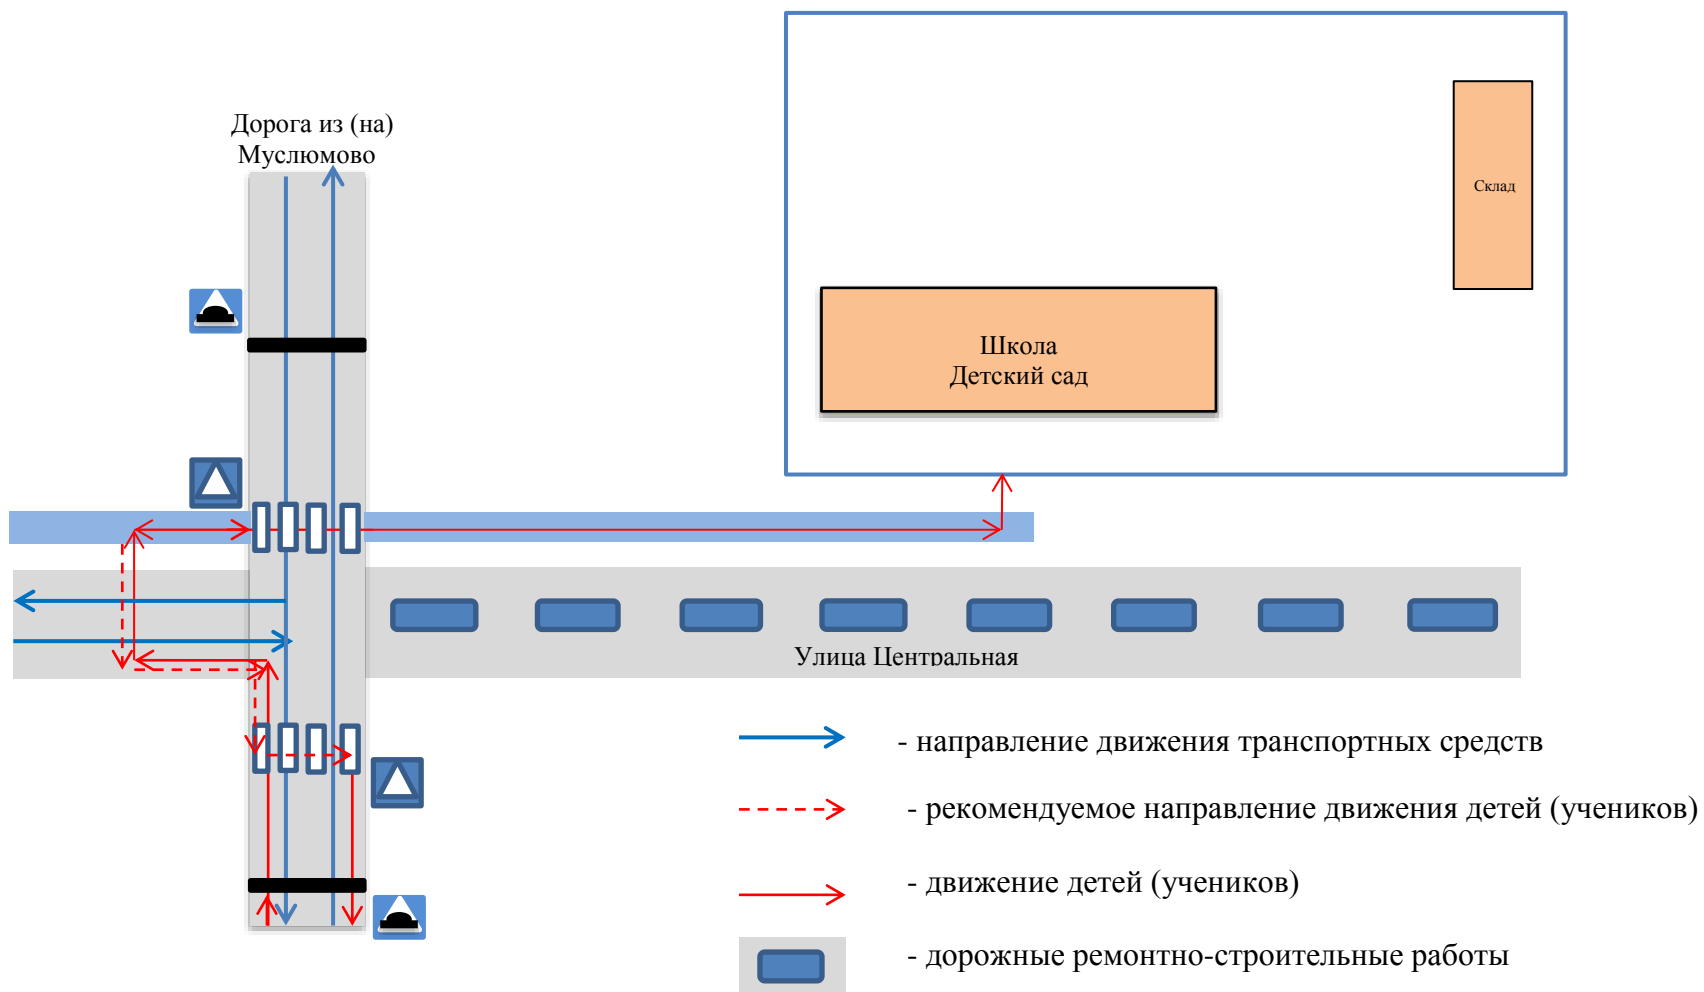 Дорога из (на)
Муслюмово
Склад
Школа
Детский сад
Улица Центральная
- направление движения транспортных средств
- рекомендуемое направление движения детей (учеников)
- движение детей (учеников)
- дорожные ремонтно-строительные работы